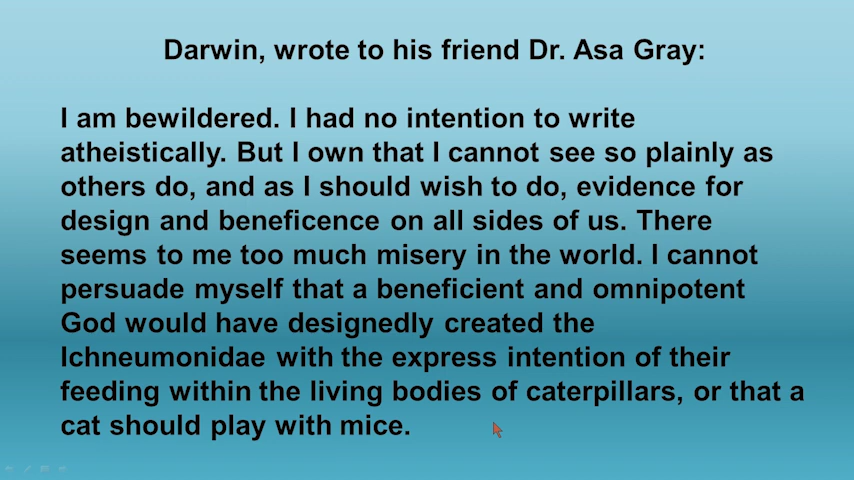 Darwin, wrote to his friend Dr. Asa Gray:
I am bewildered. I had no intention to write
atheistically. But I own that I cannot see so plainly as
others do, and as I should wish to do, evidence for
design and beneficence on all sides of us. There
seems to me too much misery in the world. I cannot
persuade myself that a beneficient and omnipotent
God would have designedly created the
Ichneumonidae with the express intention of their
feeding within the living bodies of caterpillars, or that a
cat should play with mice.